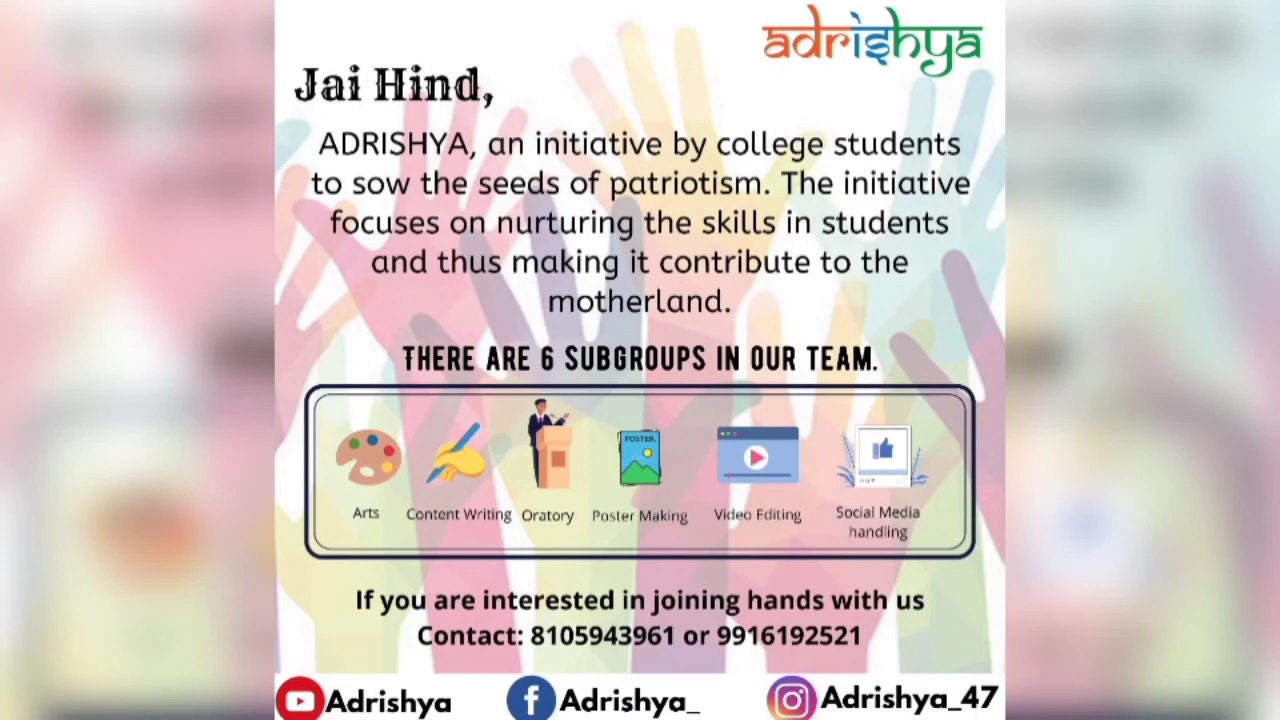 adrishya
Jai Hind,
ADRISHYA, an initiative by college students
to sow the seeds of patriotism. The initiative
focuses on nurturing the skills in students
and thus making it contribute to the
motherland.
THERE ARE 6 SUBGROUPS IN OUR TEAM.
POSTER.
Arts
Content Writing
Oratory
Poster Making
Video Editing
Social Media
handling
If you are interested in joining hands with us
Contact: 8105943961 or 9916192521
Adrishya
Adrishya_
Adrishya_47